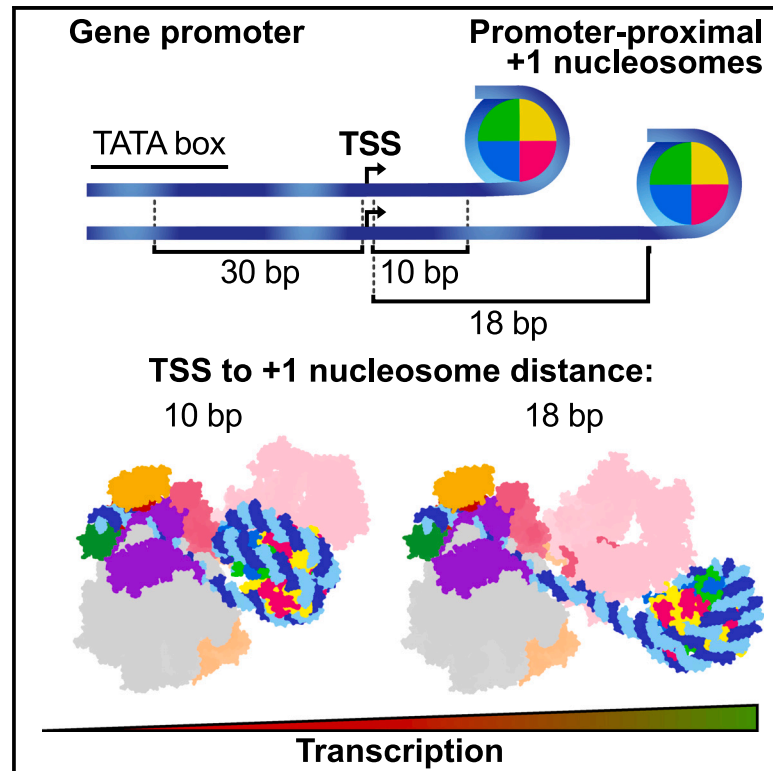 Gene promoter
Promoter-proximal
+1 nucleosomes
TATA box
TSS
30 bp
10 bp
18 bp
TSS to +1 nucleosome distance:
10 bp
18 bp
Transcription